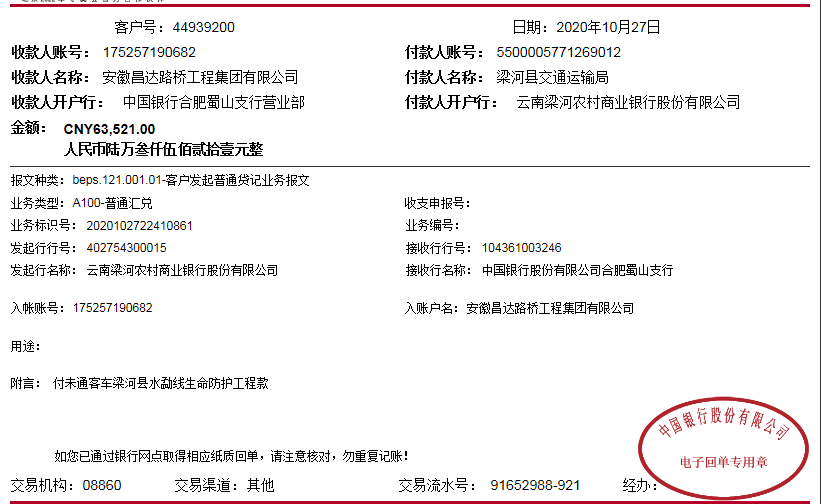 客户号：44939200 日期：2020年10月27日
收款人账号：175257190682 付款人账号：5500005771269012
收款人名称：安徽昌达路桥工程集团有限公司 付款人名称：梁河县交通运输局
收款人开户行：中国银行合肥蜀山支行营业部 付款人开户行：云南梁河农村商业银行股份有限公司
金额：CNY63,521.00
人民币陆万叁仟伍佰贰拾壹元整
报文种类：beps.121.001.01-客户发起普通贷记业务报文
业务类型：A100-普通汇兑 收支申报号：
业务标识号：2020102722410861 业务编号：
发起行行号：402754300015 接收行行号：104361003246
发起行名称：云南梁河农村商业银行股份有限公司 接收行名称：中国银行股份有限公司合肥蜀山支行
入帐账号：175257190682 入账户名：安徽昌达路桥工程集团有限公司
用途：
附言：付未通客车梁河县水勐线生命防护工程款
中国银行股份有限公司
电子回单专用章
如您已通过银行网点取得相应纸质回单，请注意核对，勿重复记账！
交易机构：08860 交易渠道：其他 交易流水号：91652988-921 经办：